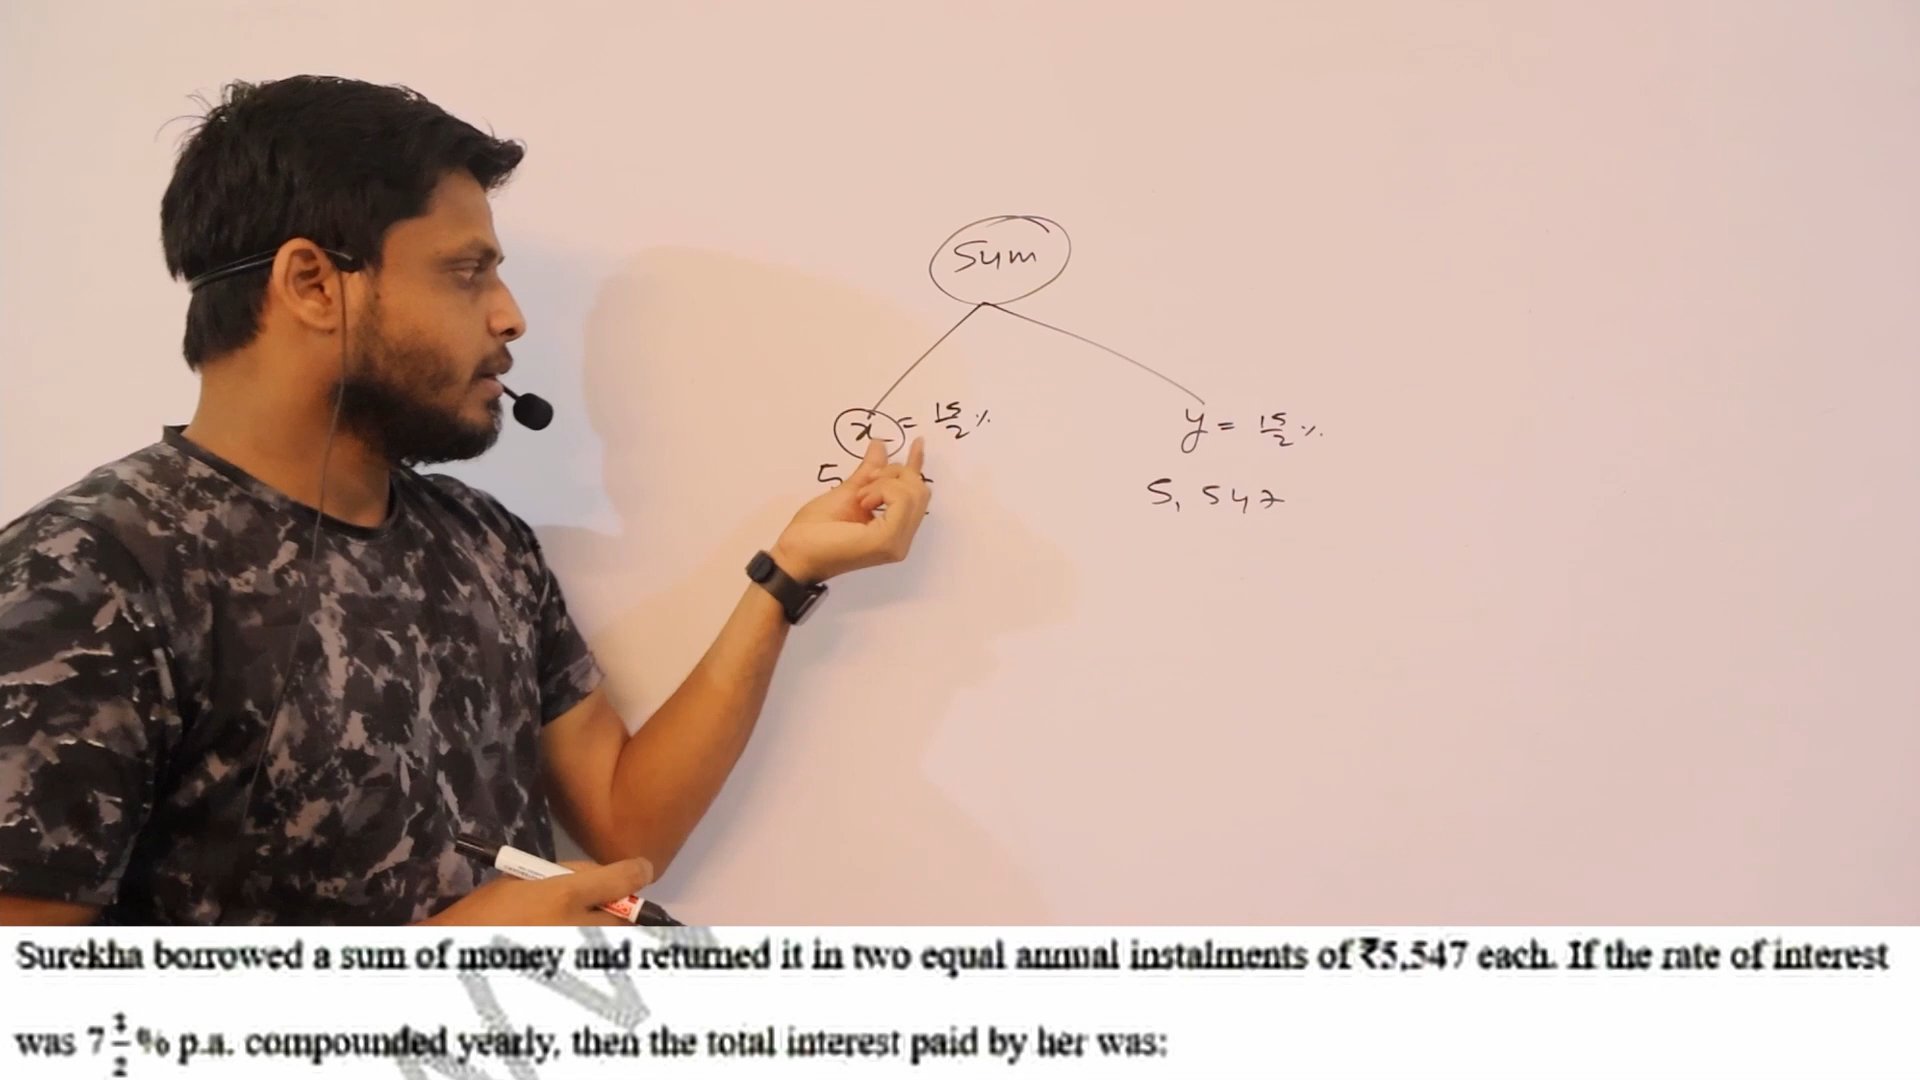 Sum
x = 15/2 %
y = 15/2 %
5,
5, 547
Surekha borrowed a sum of money and returned it in two equal annual instalments of ₹5,547 each. If the rate of interest
was 7 1/2 % p.a. compounded yearly, then the total interest paid by her was: